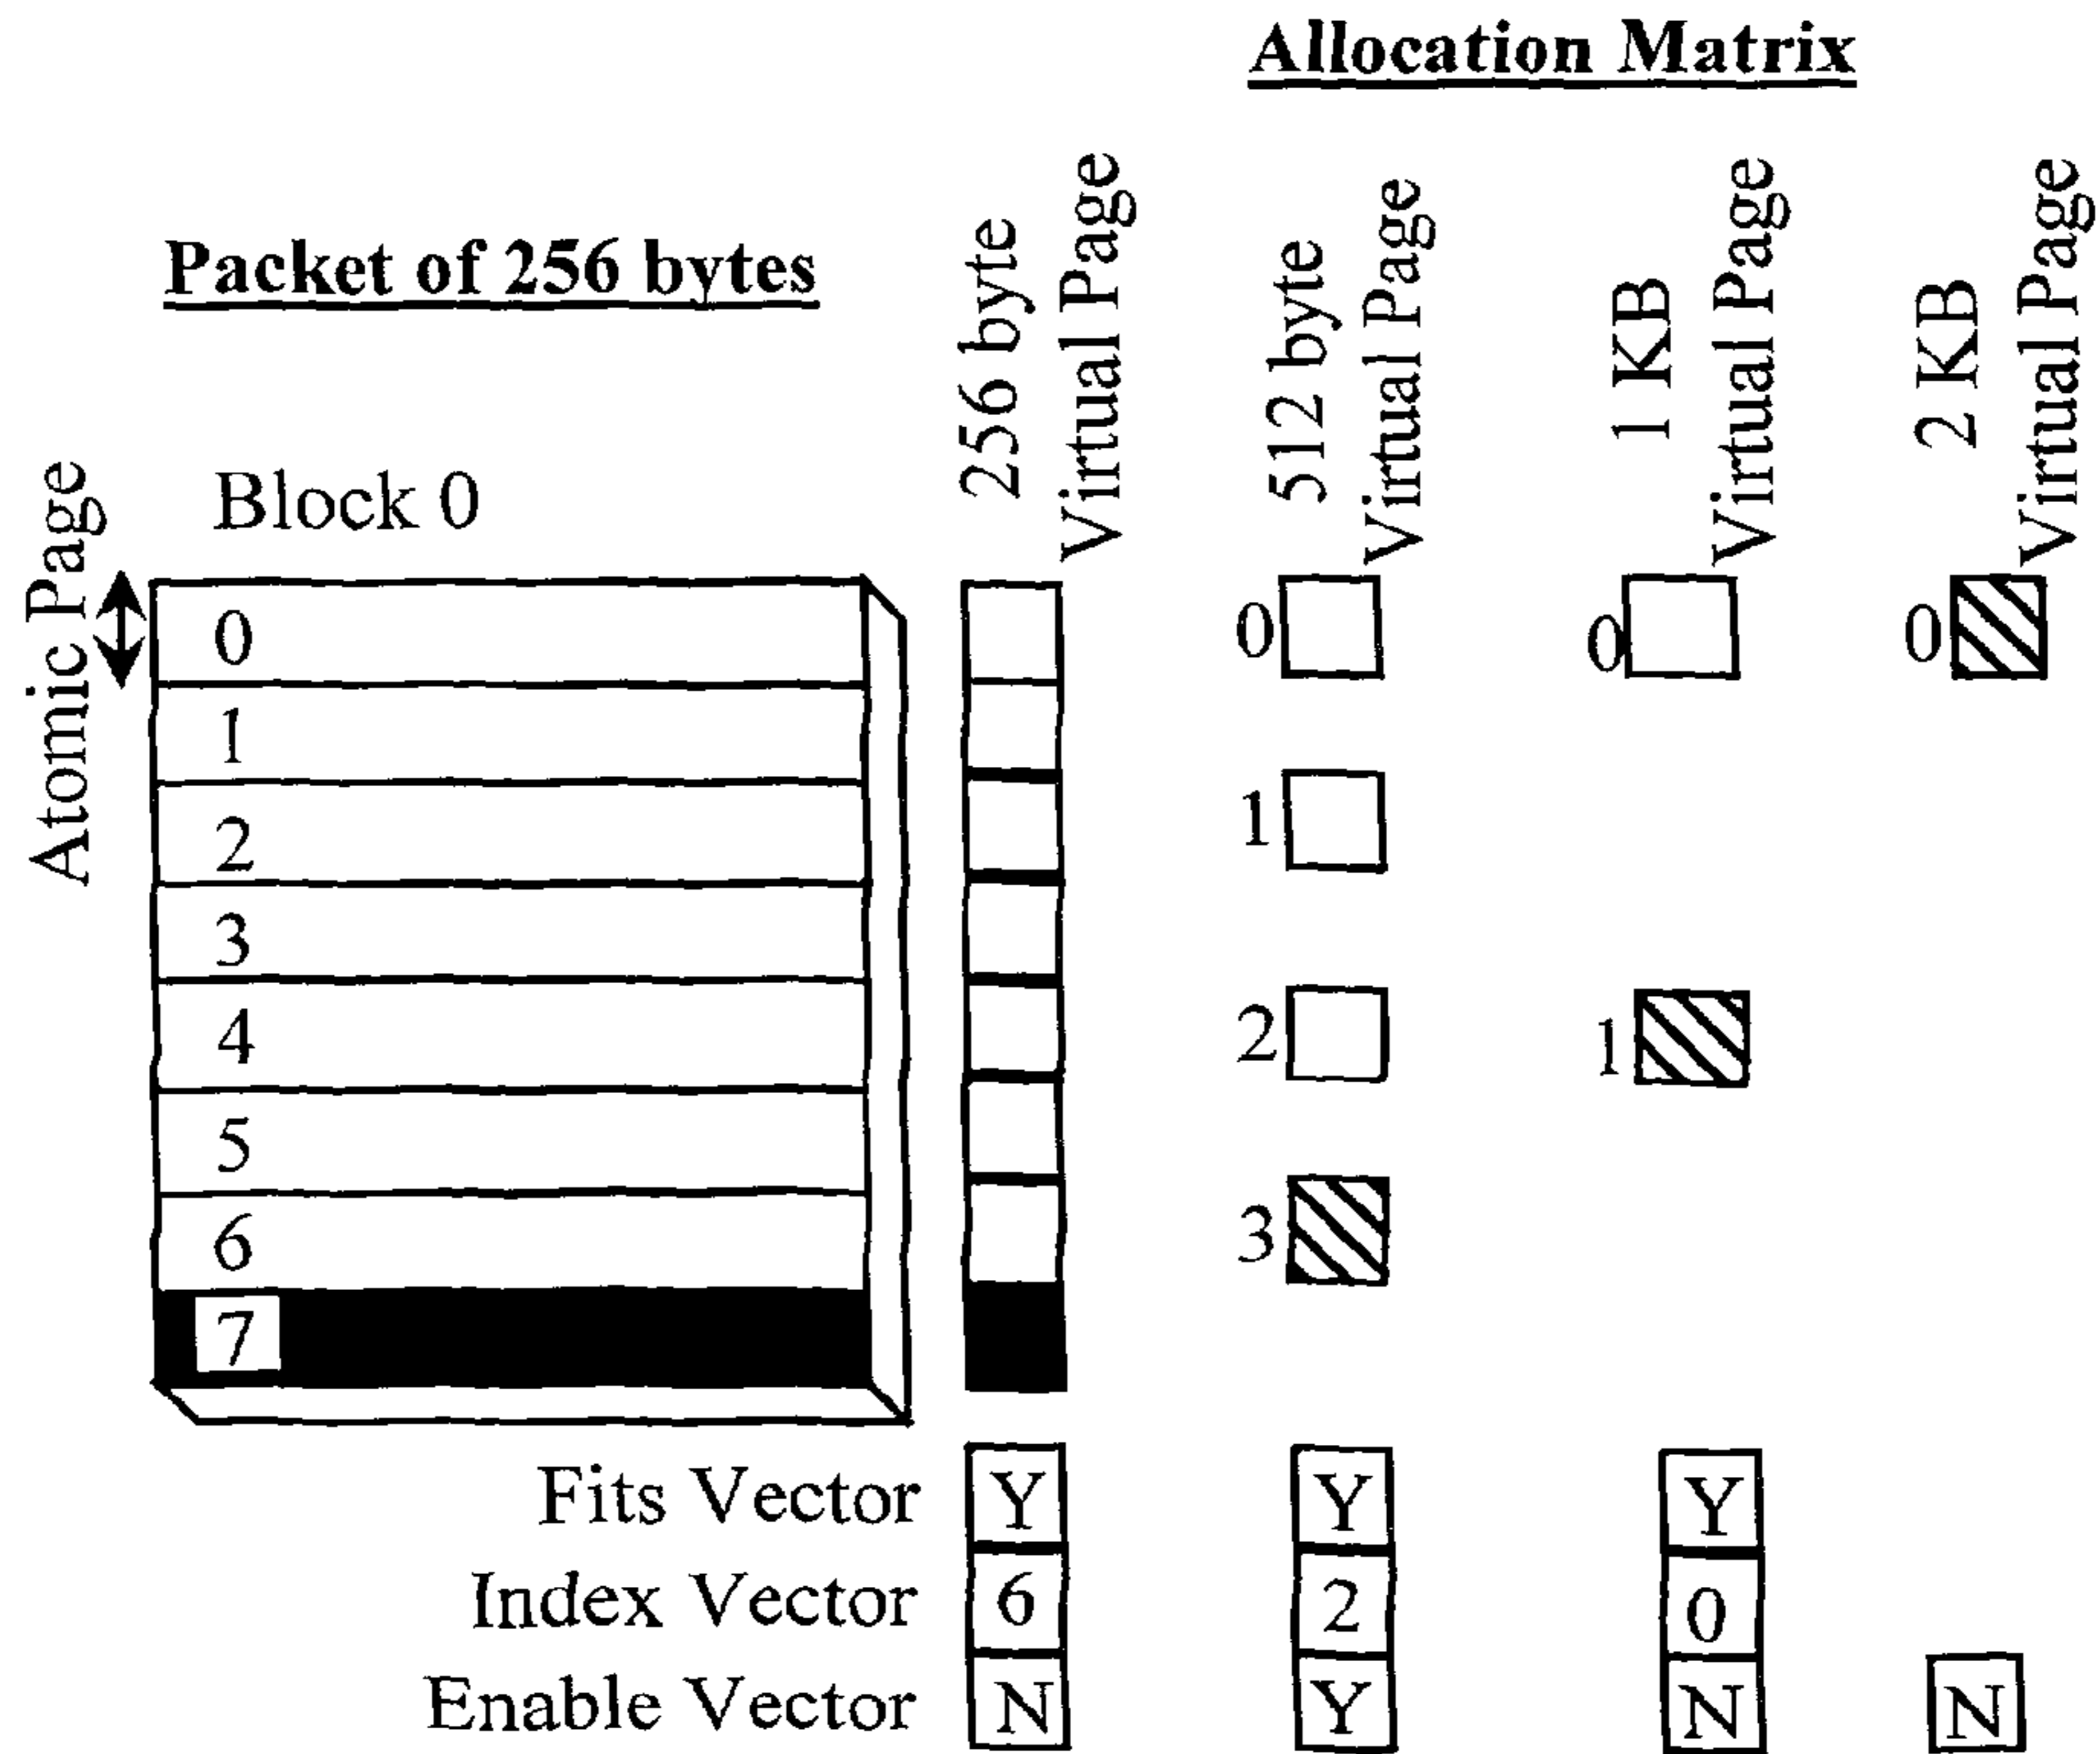 Allocation Matrix
Packet of 256 bytes
256 byte
Virtual Page
512 byte
Virtual Page
1 KB
Virtual Page
2 KB
Virtual Page
Atomic Page
Block 0
0 0 0 0
1
1
2
3
4 2 1
5
6 3
7
Fits Vector Y Y Y
Index Vector 6 2 0
Enable Vector N Y N N